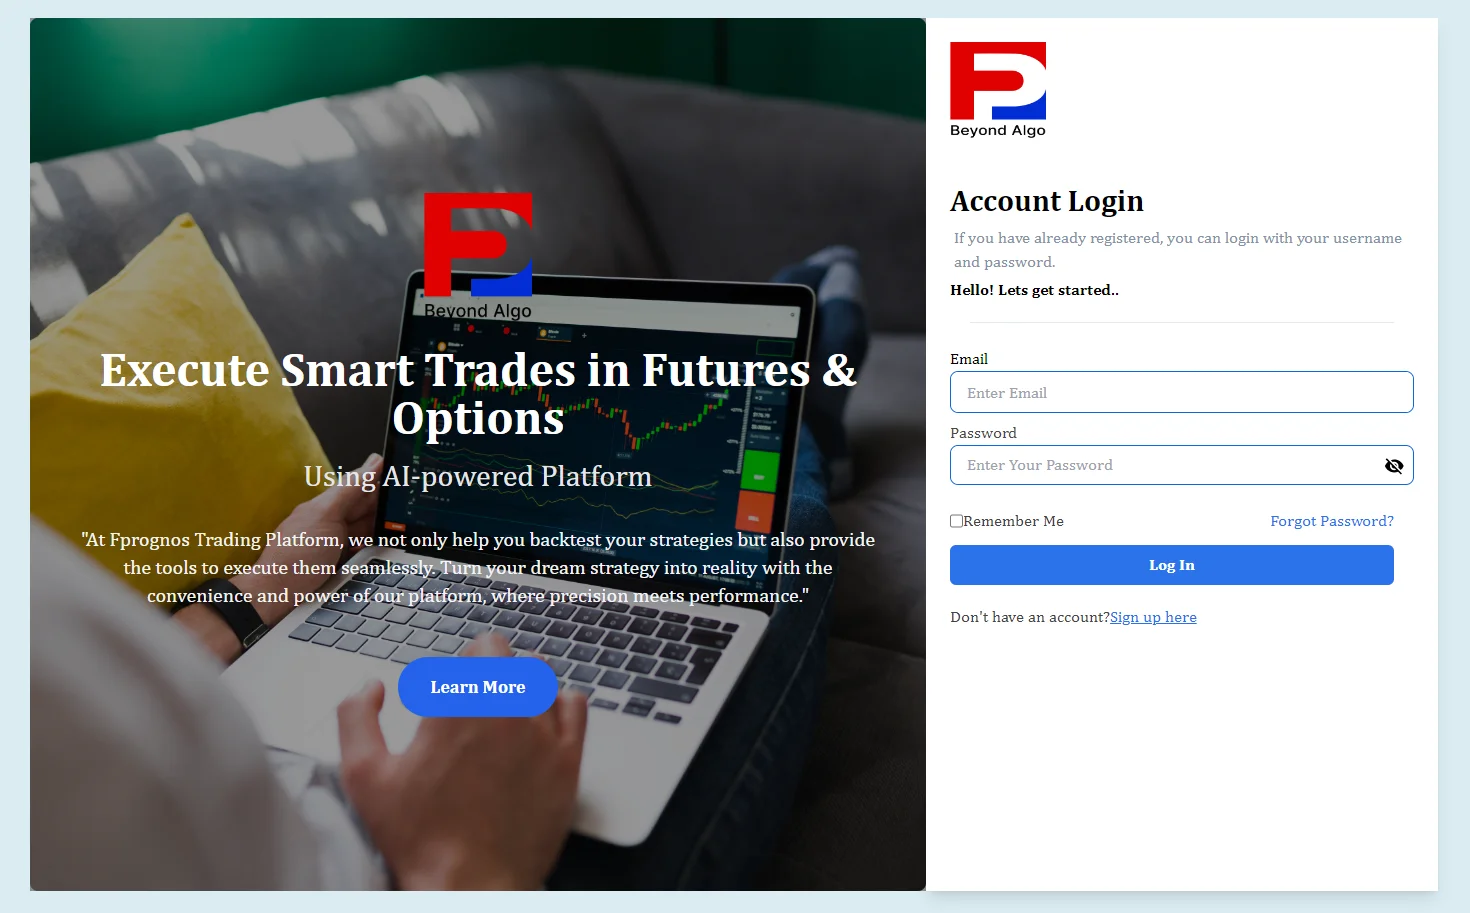 Beyond Algo
Execute Smart Trades in Futures &
Options
Using AI-powered Platform
"At Fprognos Trading Platform, we not only help you backtest your strategies but also provide
the tools to execute them seamlessly. Turn your dream strategy into reality with the
convenience and power of our platform, where precision meets performance."
Learn More
Beyond Algo
Account Login
If you have already registered, you can login with your username
and password.
Hello! Lets get started..
Email
Enter Email
Password
Enter Your Password
Remember Me
Forgot Password?
Log In
Don't have an account?Sign up here